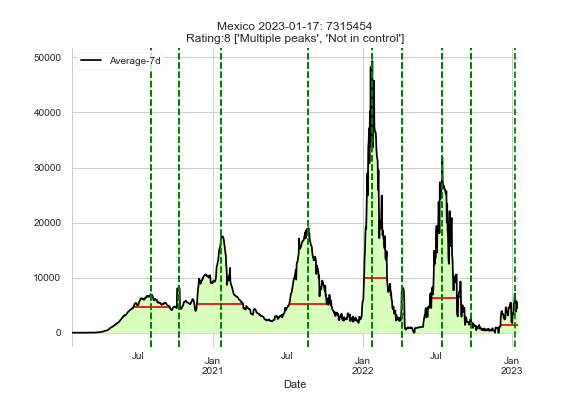 Mexico 2023-01-17: 7315454
Rating:8 ['Multiple peaks', 'Not in control']
Average-7d
50000
40000
30000
20000
10000
0
Jul Jan Jul Jan Jul Jan
2021 2022 2023
Date